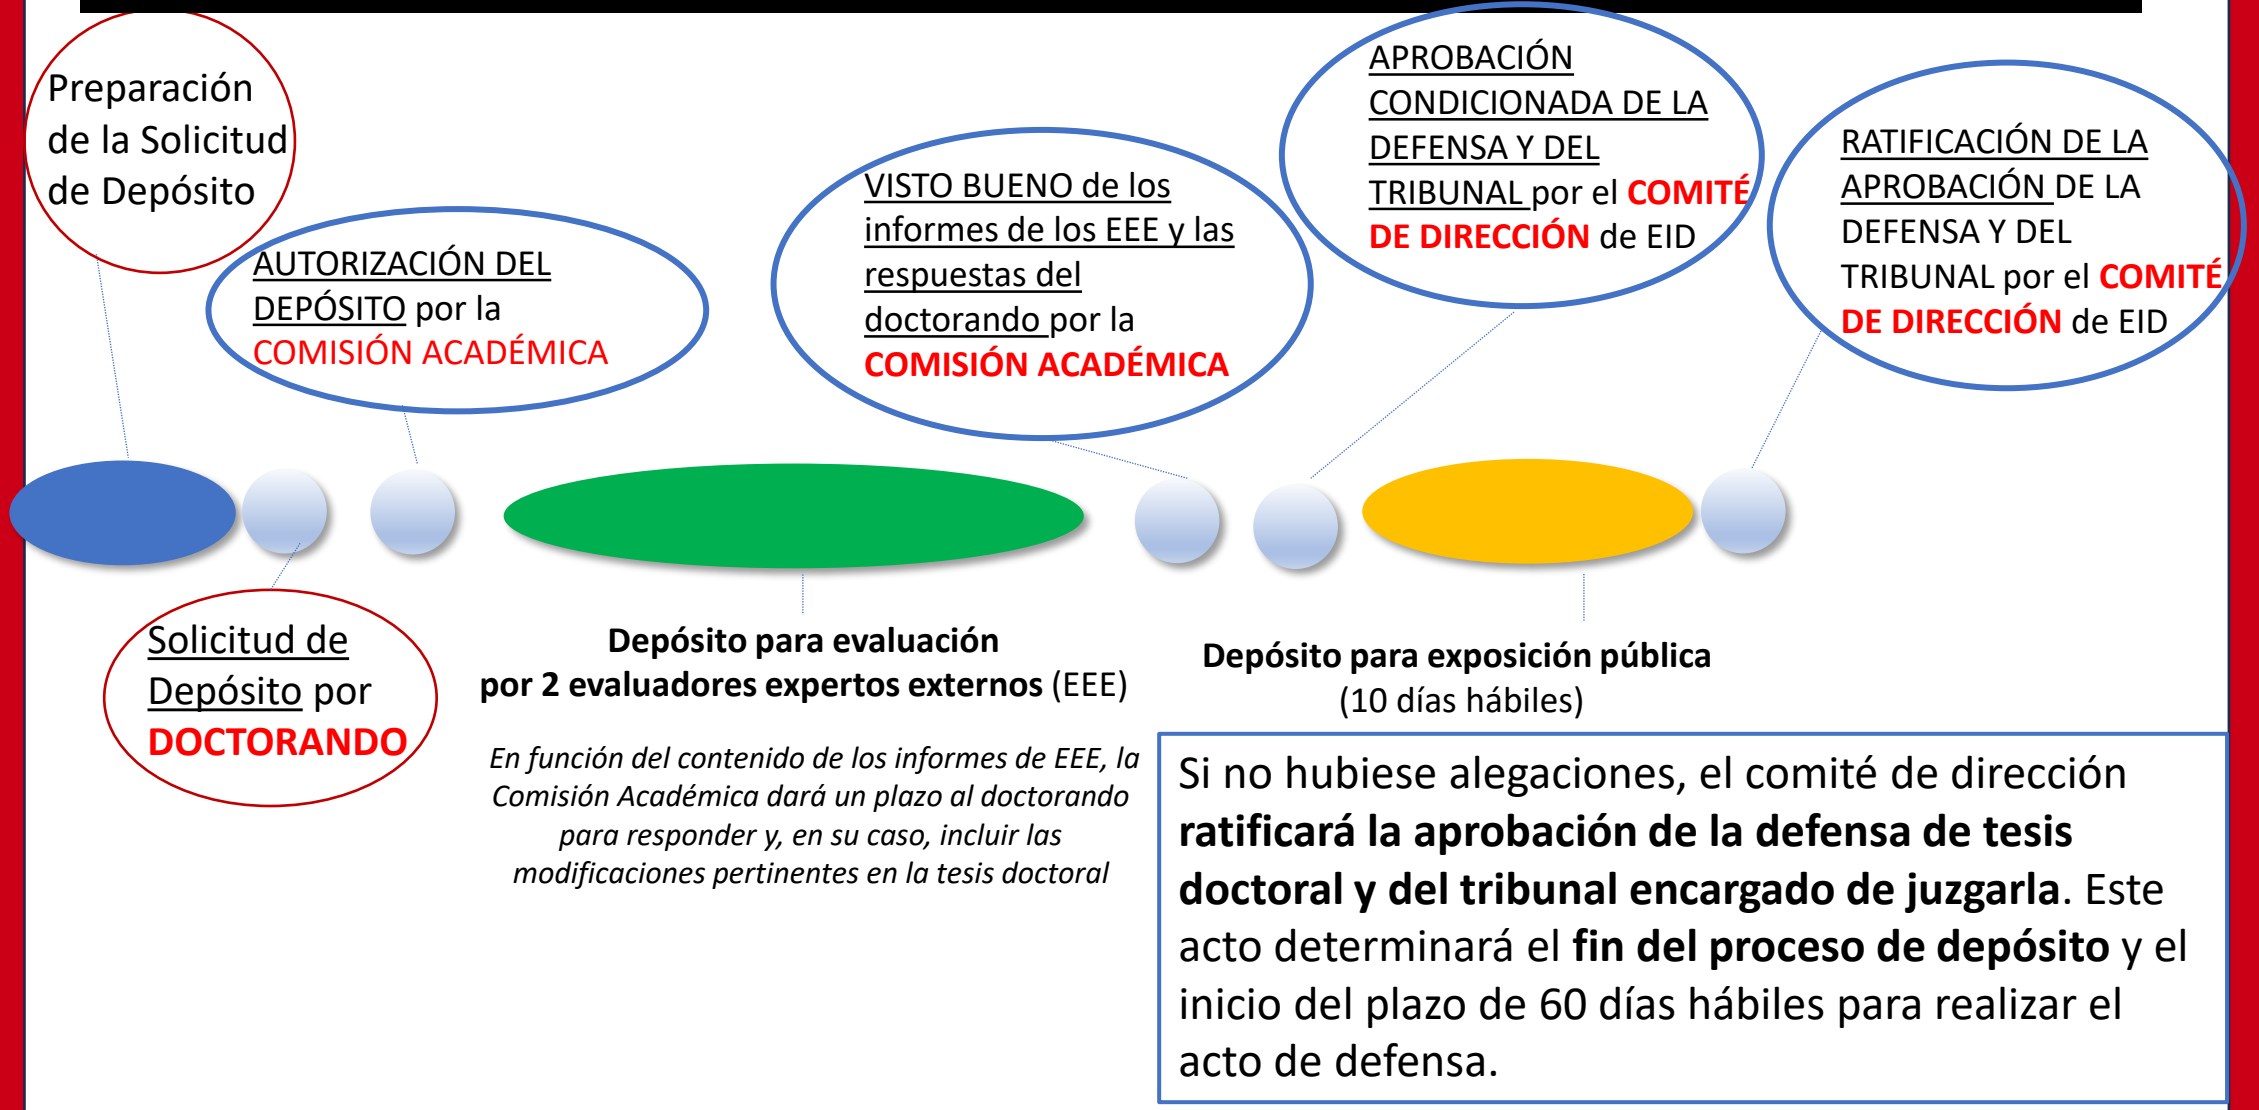 Preparación
de la Solicitud
de Depósito
AUTORIZACIÓN DEL
DEPÓSITO por la
COMISIÓN ACADÉMICA
VISTO BUENO de los
informes de los EEE y las
respuestas del
doctorando por la
COMISIÓN ACADÉMICA
APROBACIÓN
CONDICIONADA DE LA
DEFENSA Y DEL
TRIBUNAL por el COMITÉ
DE DIRECCIÓN de EID
RATIFICACIÓN DE LA
APROBACIÓN DE LA
DEFENSA Y DEL
TRIBUNAL por el COMITÉ
DE DIRECCIÓN de EID
Solicitud de
Depósito por
DOCTORANDO
Depósito para evaluación
por 2 evaluadores expertos externos (EEE)
En función del contenido de los informes de EEE, la
Comisión Académica dará un plazo al doctorando
para responder y, en su caso, incluir las
modificaciones pertinentes en la tesis doctoral
Depósito para exposición pública
(10 días hábiles)
Si no hubiese alegaciones, el comité de dirección
ratificará la aprobación de la defensa de tesis
doctoral y del tribunal encargado de juzgarla. Este
acto determinará el fin del proceso de depósito y el
inicio del plazo de 60 días hábiles para realizar el
acto de defensa.